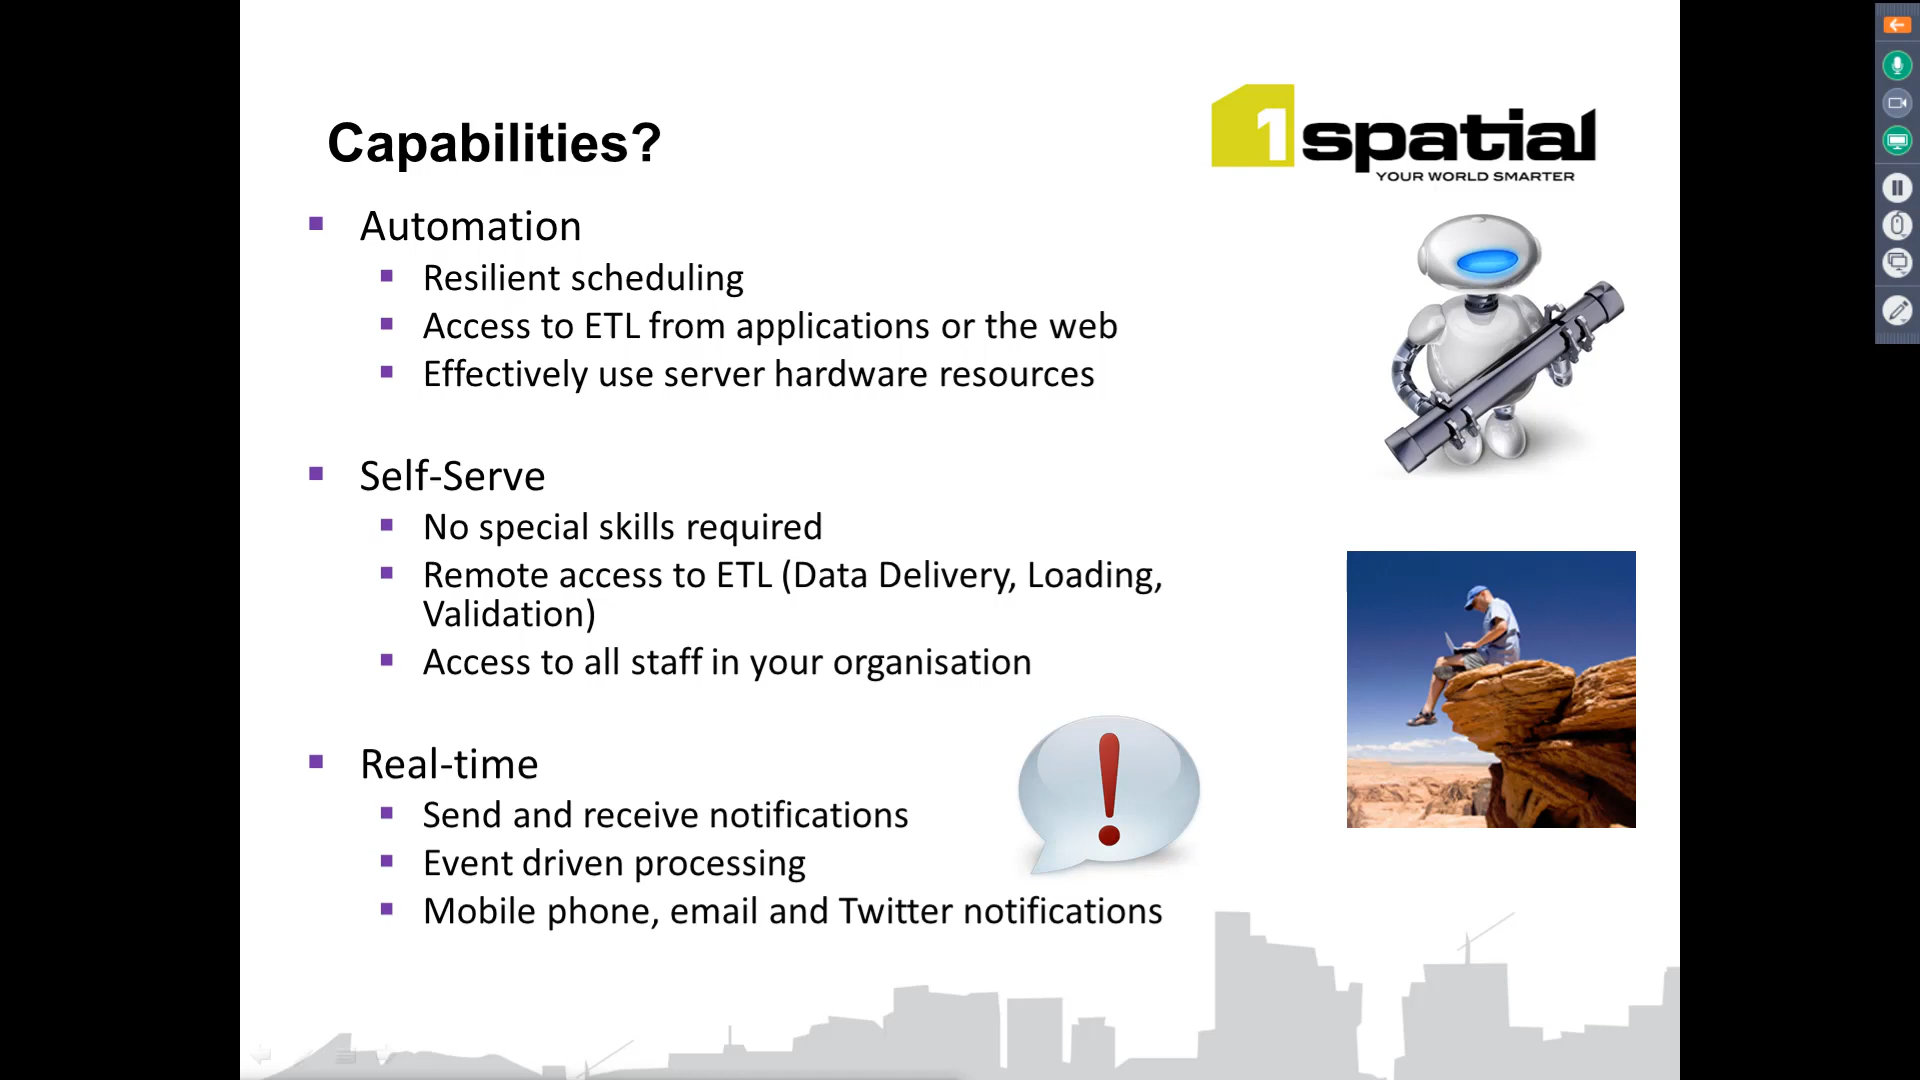 Capabilities?
1spatial
YOUR WORLD SMARTER
Automation
Resilient scheduling
Access to ETL from applications or the web
Effectively use server hardware resources
Self-Serve
No special skills required
Remote access to ETL (Data Delivery, Loading,
Validation)
Access to all staff in your organisation
Real-time
Send and receive notifications
Event driven processing
Mobile phone, email and Twitter notifications